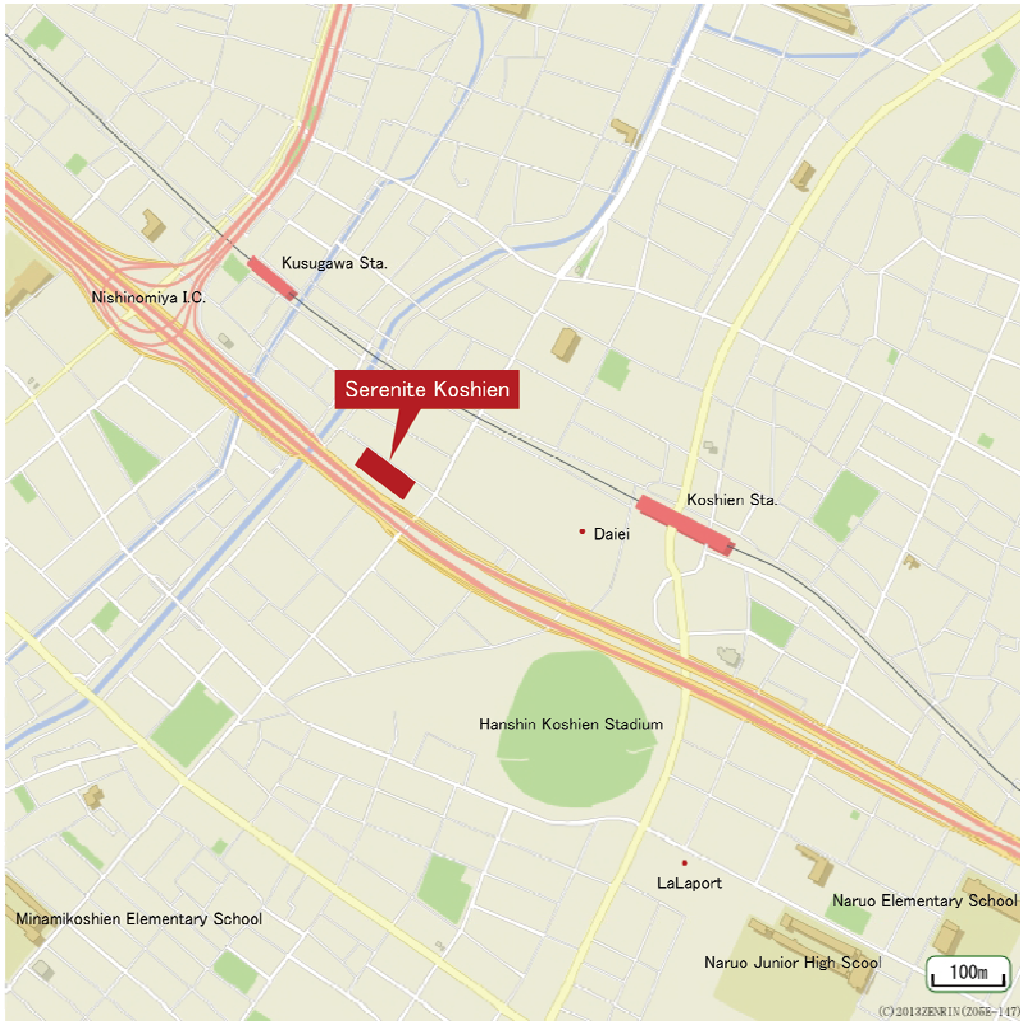 Kusugawa Sta.
Nishinomiya I.C.
Serenite Koshien
Koshien Sta.
Daiei
Hanshin Koshien Stadium
LaLaport
Naruo Elementary School
Minamikoshien Elementary School
Naruo Junior High Scool
100m